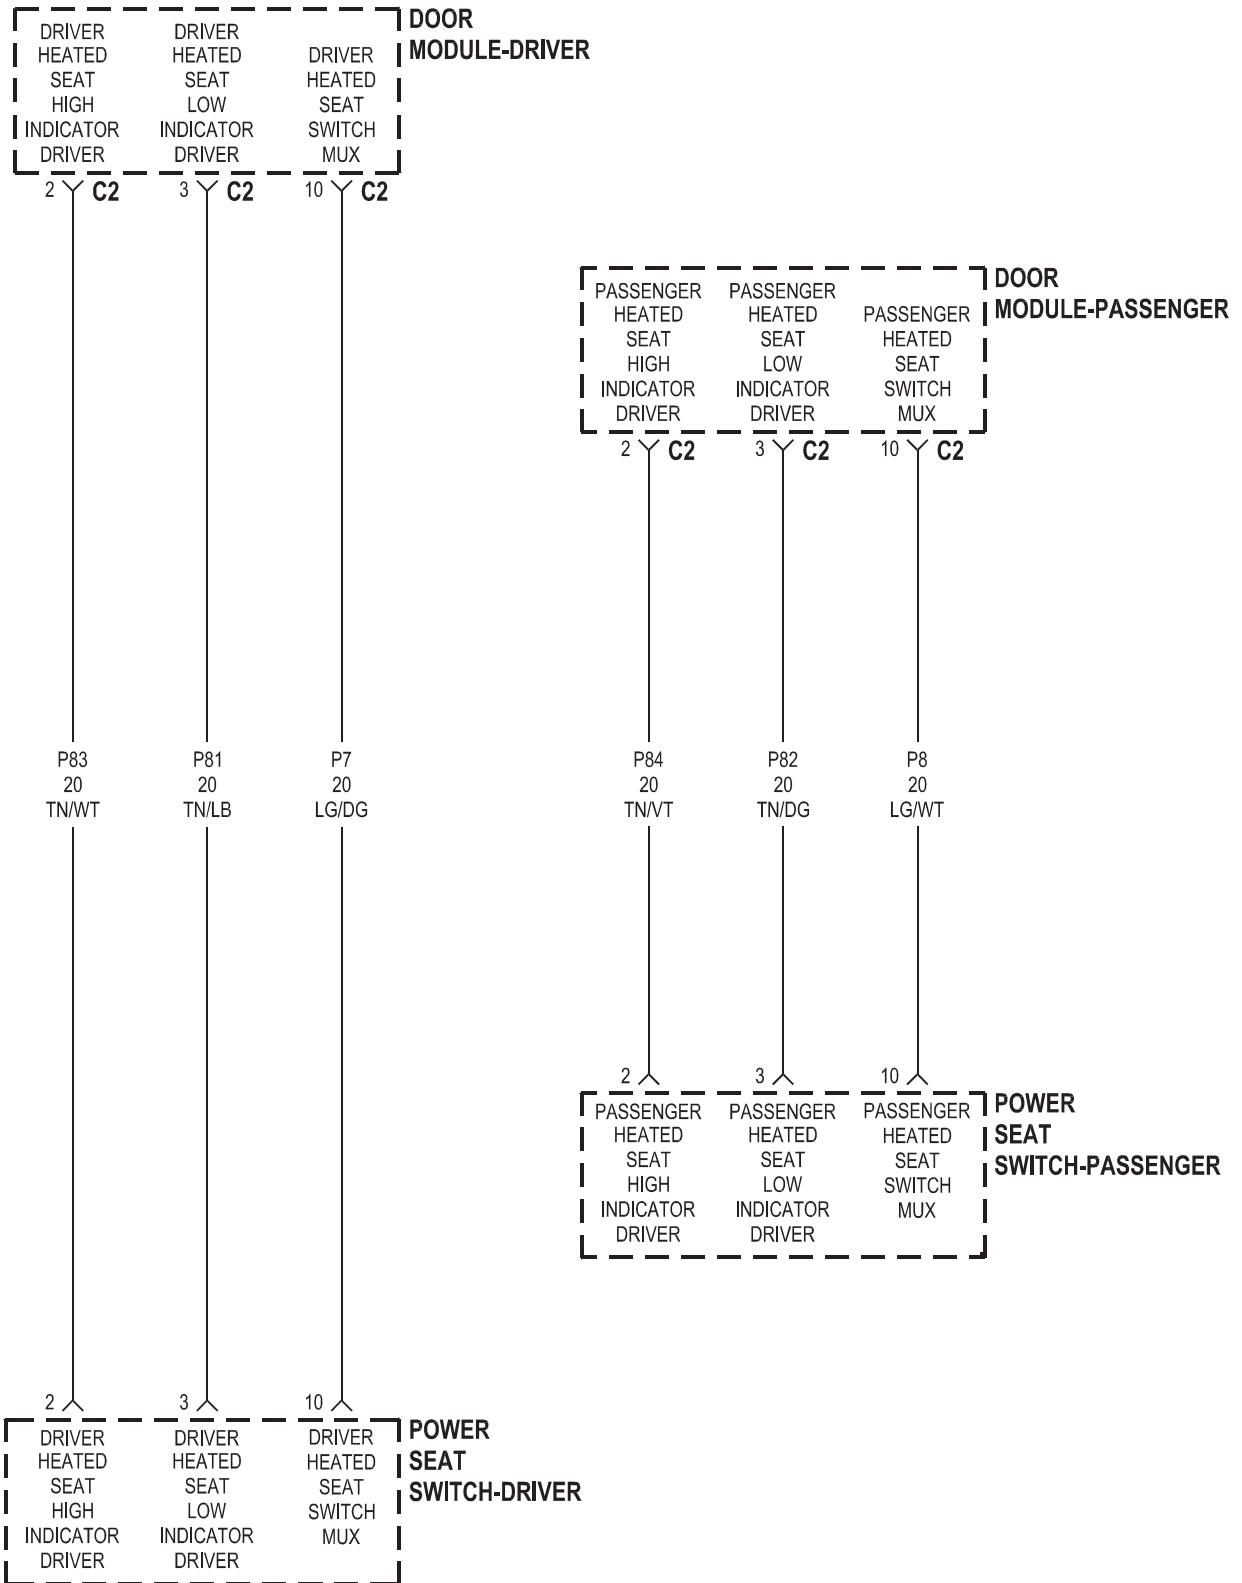 DRIVER
HEATED
SEAT
HIGH
INDICATOR
DRIVER
DRIVER
HEATED
SEAT
LOW
INDICATOR
DRIVER
DRIVER
HEATED
SEAT
SWITCH
MUX
DOOR
MODULE-DRIVER
2 C2
3 C2
10 C2
PASSENGER
HEATED
SEAT
HIGH
INDICATOR
DRIVER
PASSENGER
HEATED
SEAT
LOW
INDICATOR
DRIVER
PASSENGER
HEATED
SEAT
SWITCH
MUX
DOOR
MODULE-PASSENGER
2 C2
3 C2
10 C2
P83
20
TN/WT
P81
20
TN/LB
P7
20
LG/DG
P84
20
TN/VT
P82
20
TN/DG
P8
20
LG/WT
2
3
10
PASSENGER
HEATED
SEAT
HIGH
INDICATOR
DRIVER
PASSENGER
HEATED
SEAT
LOW
INDICATOR
DRIVER
PASSENGER
HEATED
SEAT
SWITCH
MUX
POWER
SEAT
SWITCH-PASSENGER
2
3
10
DRIVER
HEATED
SEAT
HIGH
INDICATOR
DRIVER
DRIVER
HEATED
SEAT
LOW
INDICATOR
DRIVER
DRIVER
HEATED
SEAT
SWITCH
MUX
POWER
SEAT
SWITCH-DRIVER